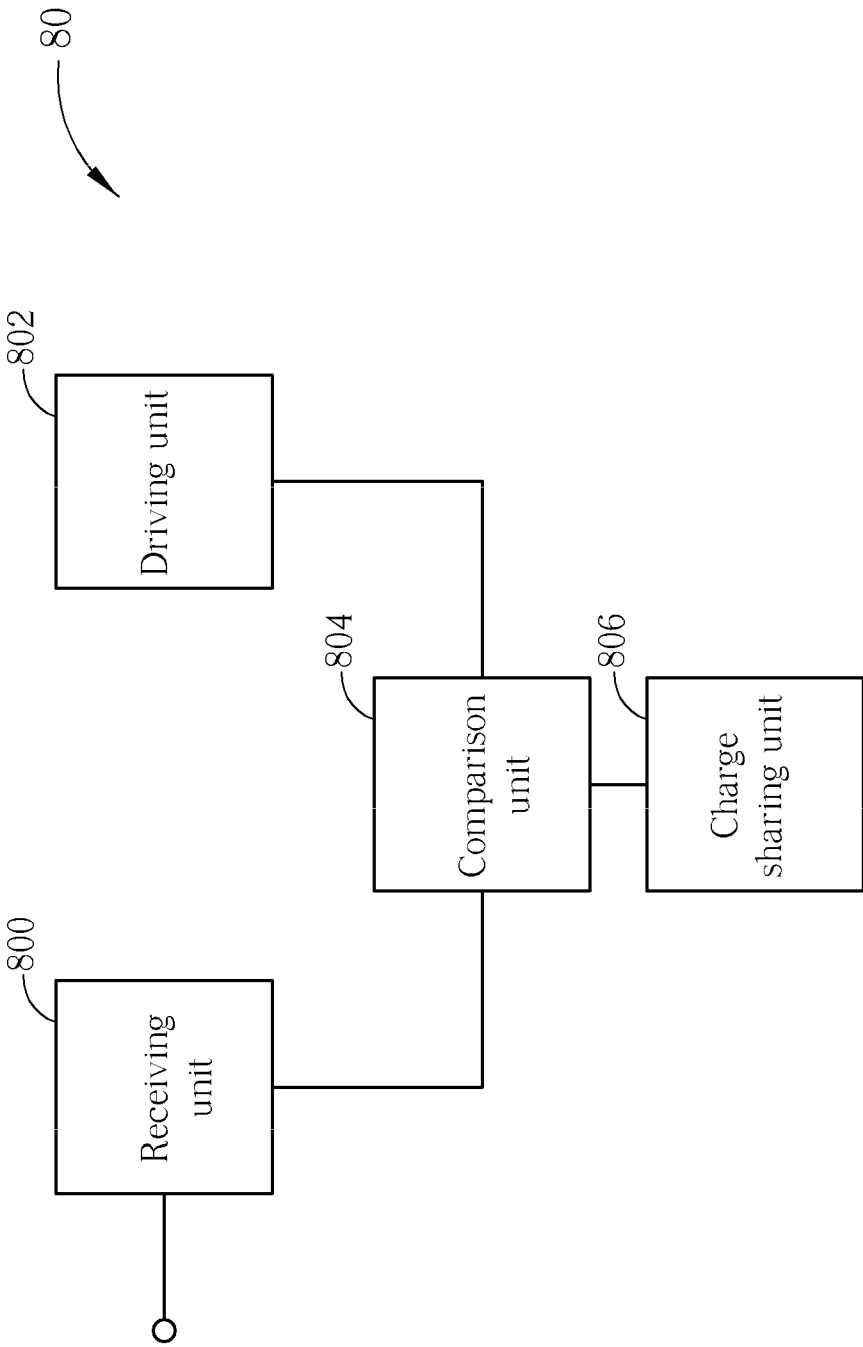 80
800
Receiving
unit
802
Driving unit
804
Comparison
unit
806
Charge
sharing unit